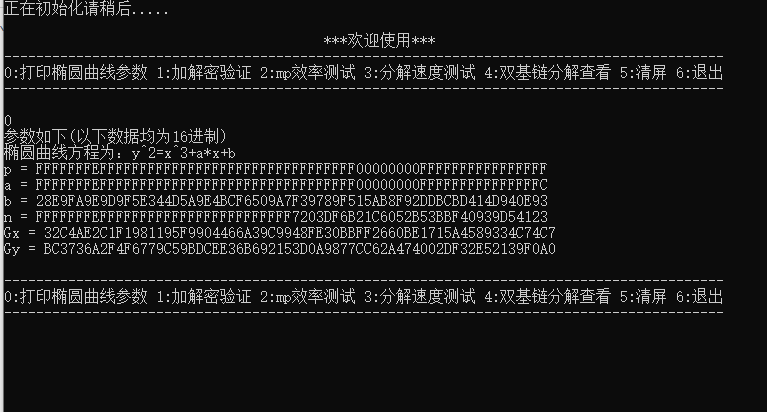 正在初始化请稍后.....
***欢迎使用***
------------------------------------------------------------------------------------------
0:打印椭圆曲线参数 1:加解密验证 2:mp效率测试 3:分解速度测试 4:双基链分解查看 5:清屏 6:退出
------------------------------------------------------------------------------------------
0
参数如下(以下数据均为16进制)
椭圆曲线方程为: y^2=x^3+a*x+b
p = FFFFFFFEFFFFFFFFFFFFFFFFFFFFFFFFFFFFFFFF00000000FFFFFFFFFFFFFFFF
a = FFFFFFFEFFFFFFFFFFFFFFFFFFFFFFFFFFFFFFFF00000000FFFFFFFFFFFFFFFC
b = 28E9FA9E9D9F5E344D5A9E4BCF6509A7F39789F515AB8F92DDBCBD414D940E93
n = FFFFFFFEFFFFFFFFFFFFFFFFFFFFFFFF7203DF6B21C6052B53BBF40939D54123
Gx = 32C4AE2C1F1981195F9904466A39C9948FE30BBFF2660BE1715A4589334C74C7
Gy = BC3736A2F4F6779C59BDCEE36B692153D0A9877CC62A474002DF32E52139F0A0
------------------------------------------------------------------------------------------
0:打印椭圆曲线参数 1:加解密验证 2:mp效率测试 3:分解速度测试 4:双基链分解查看 5:清屏 6:退出
------------------------------------------------------------------------------------------